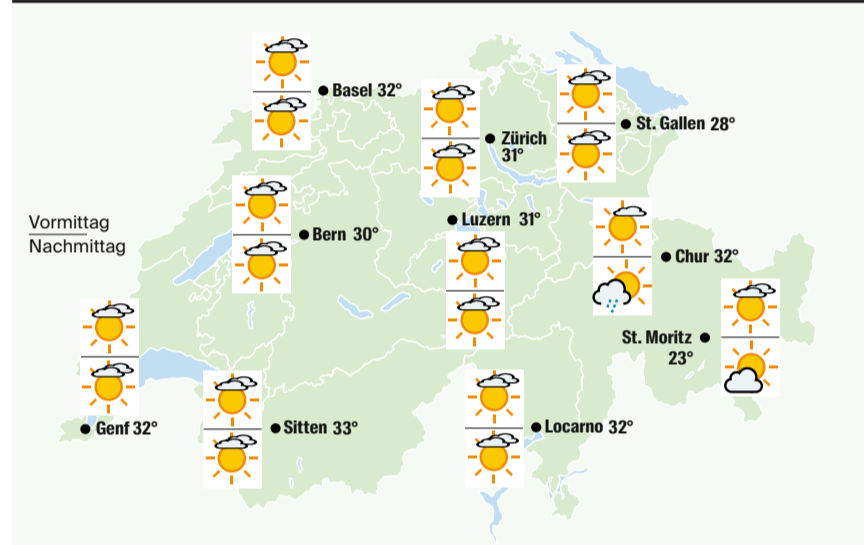 Basel 32°
Zürich
31°
St. Gallen 28°
Vormittag
Nachmittag
Bern 30°
Luzern 31°
Chur 32°
St. Moritz
23°
Genf 32°
Sitten 33°
Locarno 32°